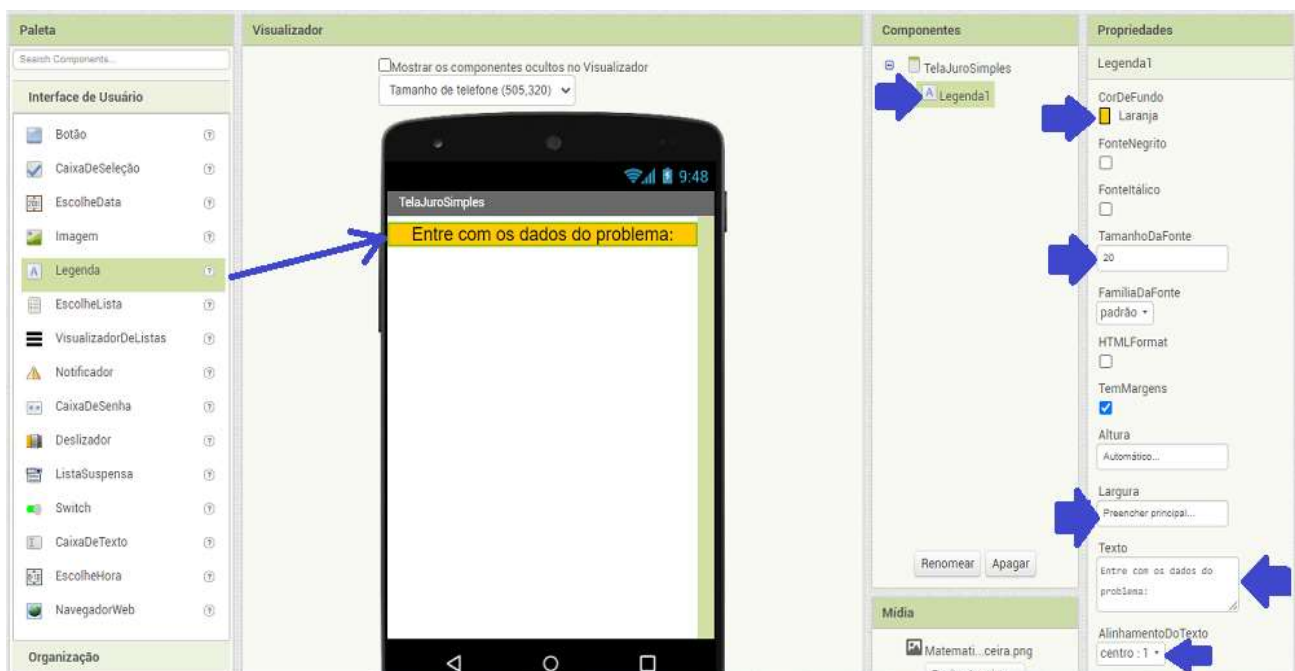 Paleta
Search Components...
Interface de Usuário
Botão
CaixaDeSeleção
EscolheData
Imagem
Legenda
EscolheLista
VisualizadorDeListas
Notificador
CaixaDeSenha
Deslizador
ListaSuspensa
Switch
CaixaDeTexto
EscolheHora
NavegadorWeb
Organização
Visualizador
Mostrar os componentes ocultos no Visualizador
Tamanho de telefone (505,320)
9:48
TelaJuroSimples
Entre com os dados do problema:
Componentes
TelaJuroSimples
Legenda1
Renomear Apagar
Mídia
Matemati...ceira.png
Propriedades
Legenda1
CorDeFundo
Laranja
FonteNegrito
FonteItálico
TamanhoDaFonte
20
FamíliaDaFonte
padrão
HTMLFormat
TemMargens
Altura
Automático...
Largura
Preencher principal...
Texto
Entre com os dados do
problema:
AlinhamentoDoTexto
centro : 1